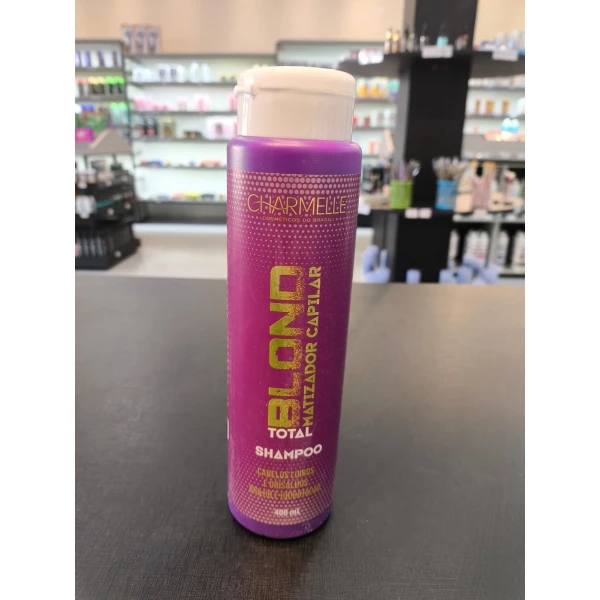 CHARMELLE
COSMÉTICOS DO BRASIL
BLOND
MATIZADOR CAPILAR
TOTAL
SHAMPOO
CABELOS LOIROS
E GRISALHOS
400 mL